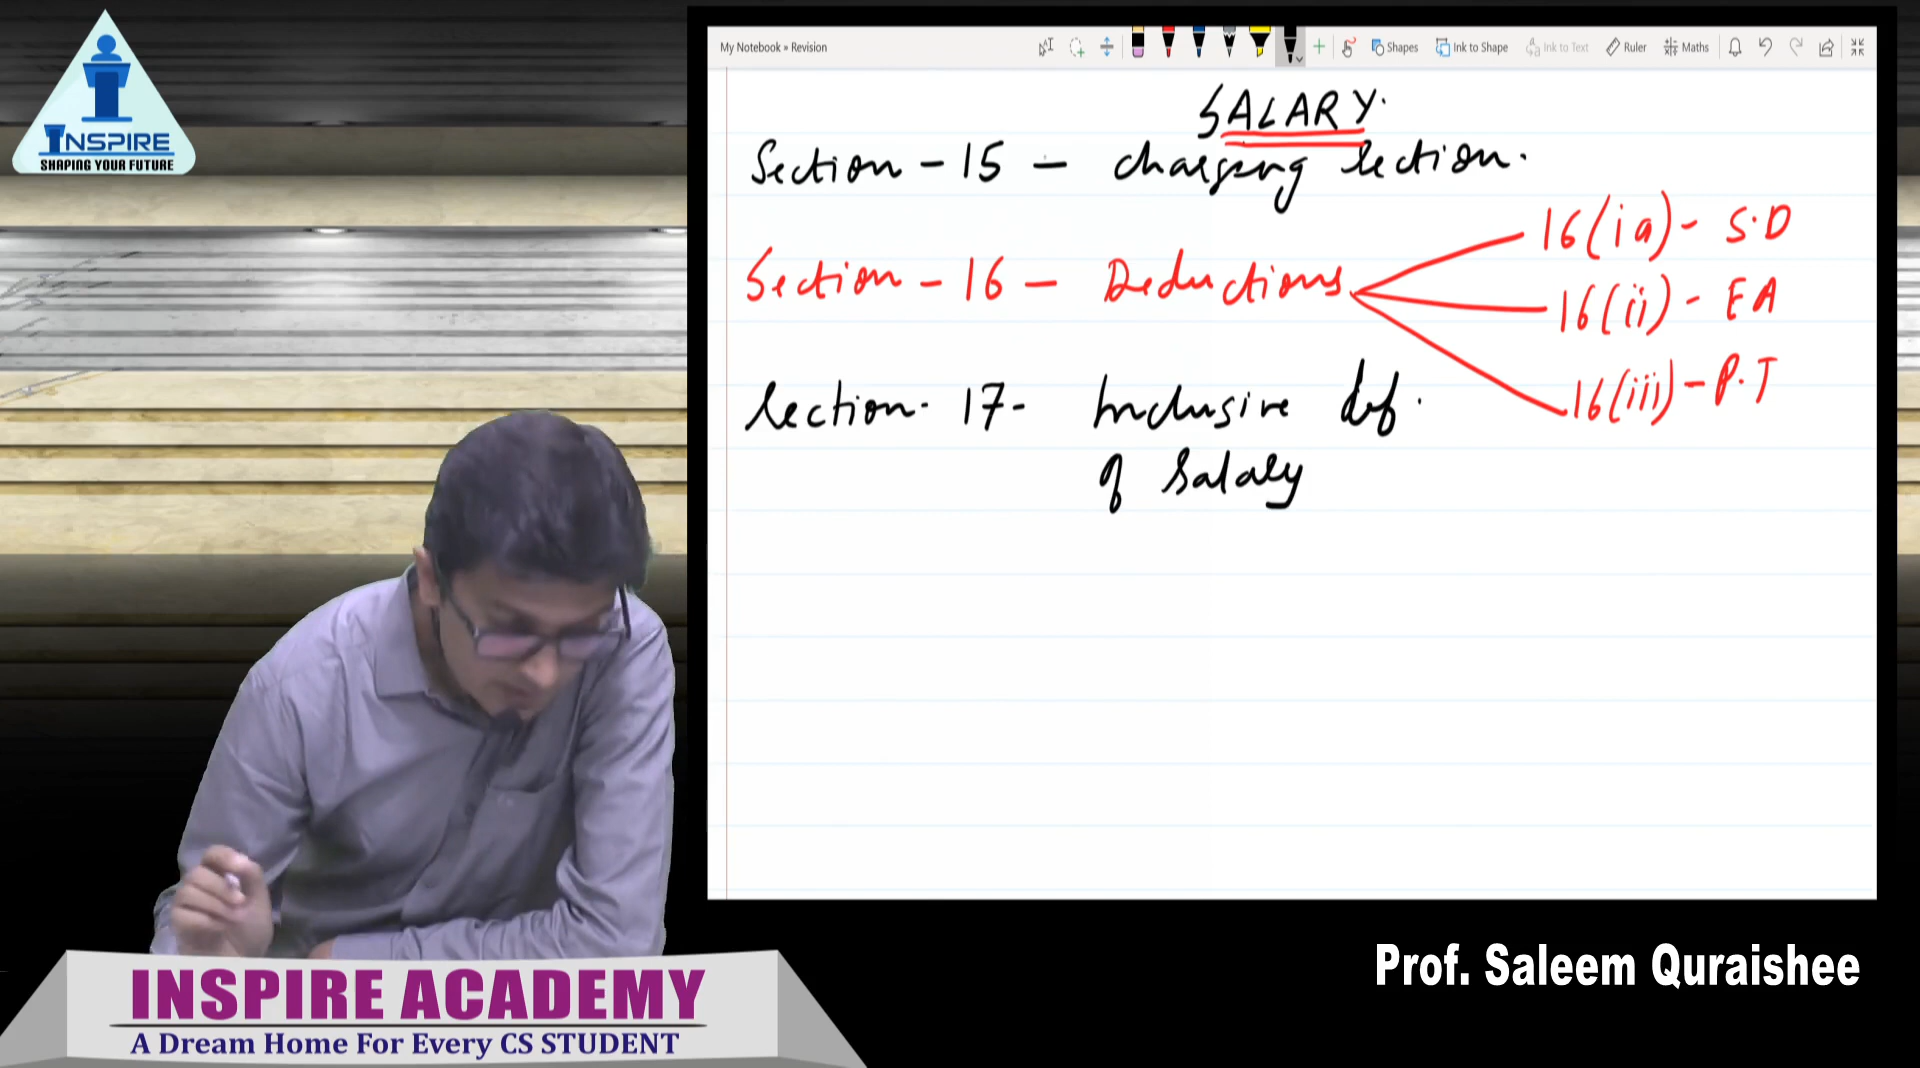 INSPIRE
SHAPING YOUR FUTURE
My Notebook » Revision
Shapes
Ink to Shape
Ink to Text
Ruler
Maths
SALARY.
Section - 15 - charging section.
Section - 16 - Deductions
16(ia) - S.D
16(ii) - EA
16(iii) - P.T
Section - 17 - Inclusive def.
of salary
INSPIRE ACADEMY
A Dream Home For Every CS STUDENT
Prof. Saleem Quraishee